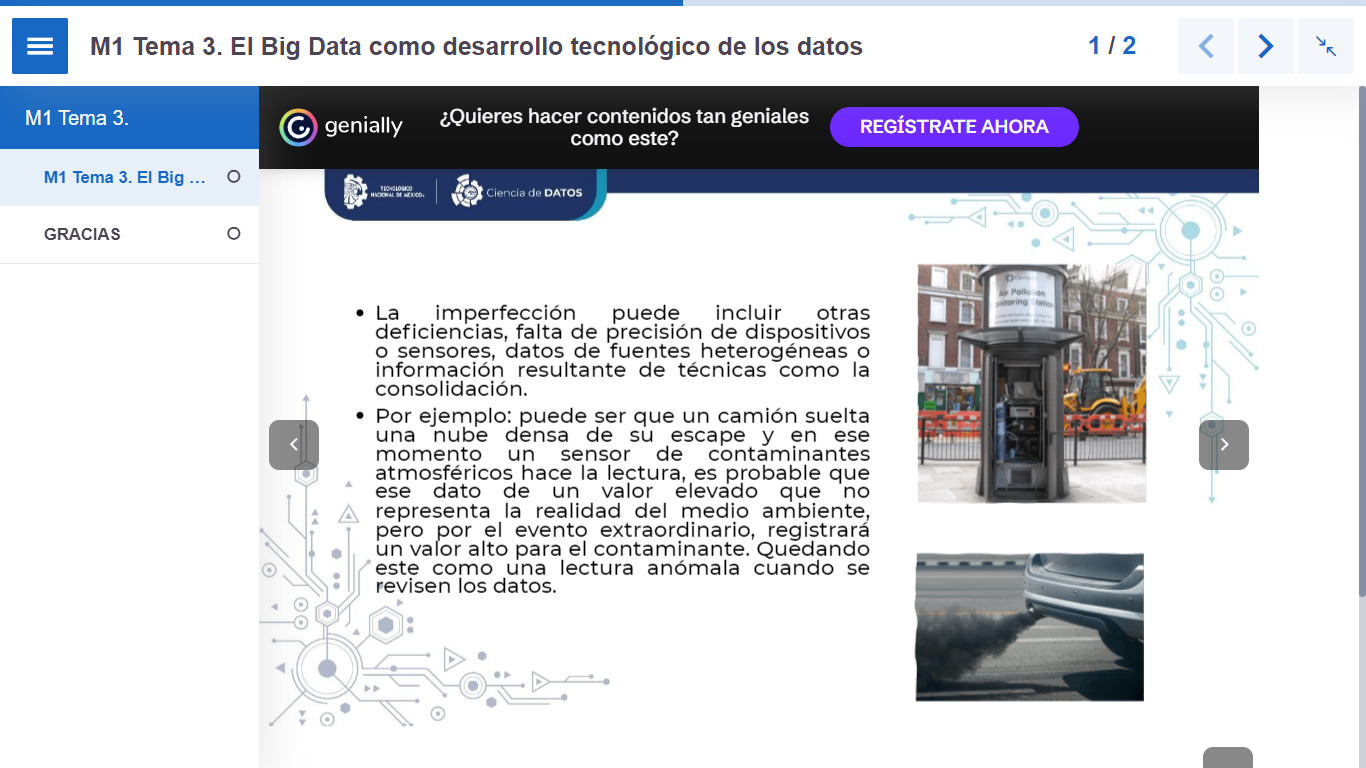 M1 Tema 3. El Big Data como desarrollo tecnológico de los datos
1 / 2
M1 Tema 3.
M1 Tema 3. El Big ...
GRACIAS
genially
¿Quieres hacer contenidos tan geniales
como este?
REGÍSTRATE AHORA
TECNOLÓGICO
NACIONAL DE MÉXICO
Ciencia de DATOS
• La imperfección puede incluir otras
deficiencias, falta de precisión de dispositivos
o sensores, datos de fuentes heterogéneas o
información resultante de técnicas como la
consolidación.
• Por ejemplo: puede ser que un camión suelta
una nube densa de su escape y en ese
momento un sensor de contaminantes
atmosféricos hace la lectura, es probable que
ese dato de un valor elevado que no
representa la realidad del medio ambiente,
pero por el evento extraordinario, registrará
un valor alto para el contaminante. Quedando
este como una lectura anómala cuando se
revisen los datos.
Air Pollution
Monitoring Station